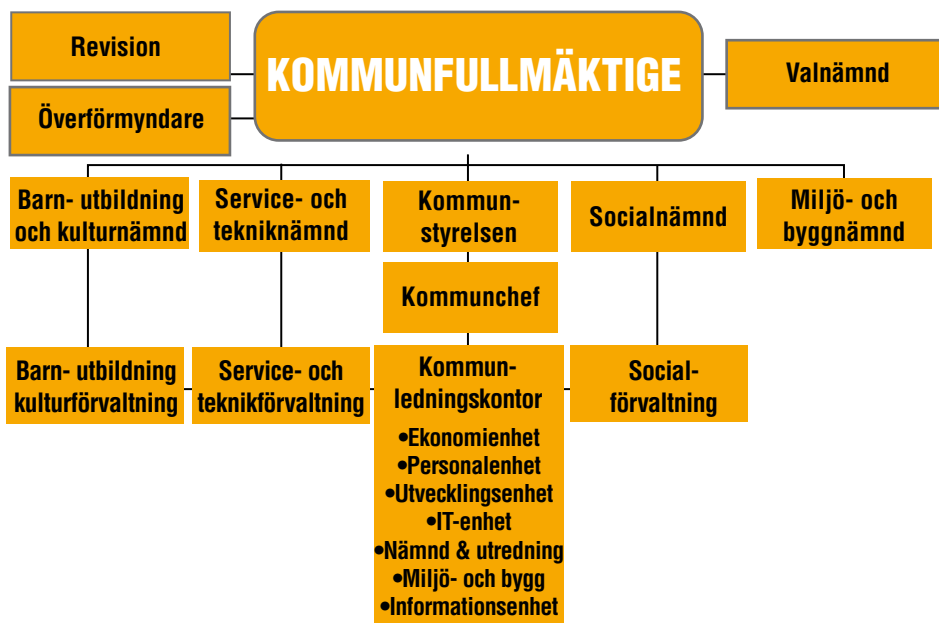 Revision
Överförmyndare
KOMMUNFULLMÄKTIGE
Valnämnd
Barn- utbildning
och kulturnämnd
Service- och
tekniknämnd
Kommun-
styrelsen
Socialnämnd
Miljö- och
byggnämnd
Kommunchef
Barn- utbildning
kulturförvaltning
Service- och
teknikförvaltning
Kommun-
ledningskontor
•Ekonomienhet
•Personalenhet
•Utvecklingsenhet
•IT-enhet
•Nämnd & utredning
•Miljö- och bygg
•Informationsenhet
Social-
förvaltning